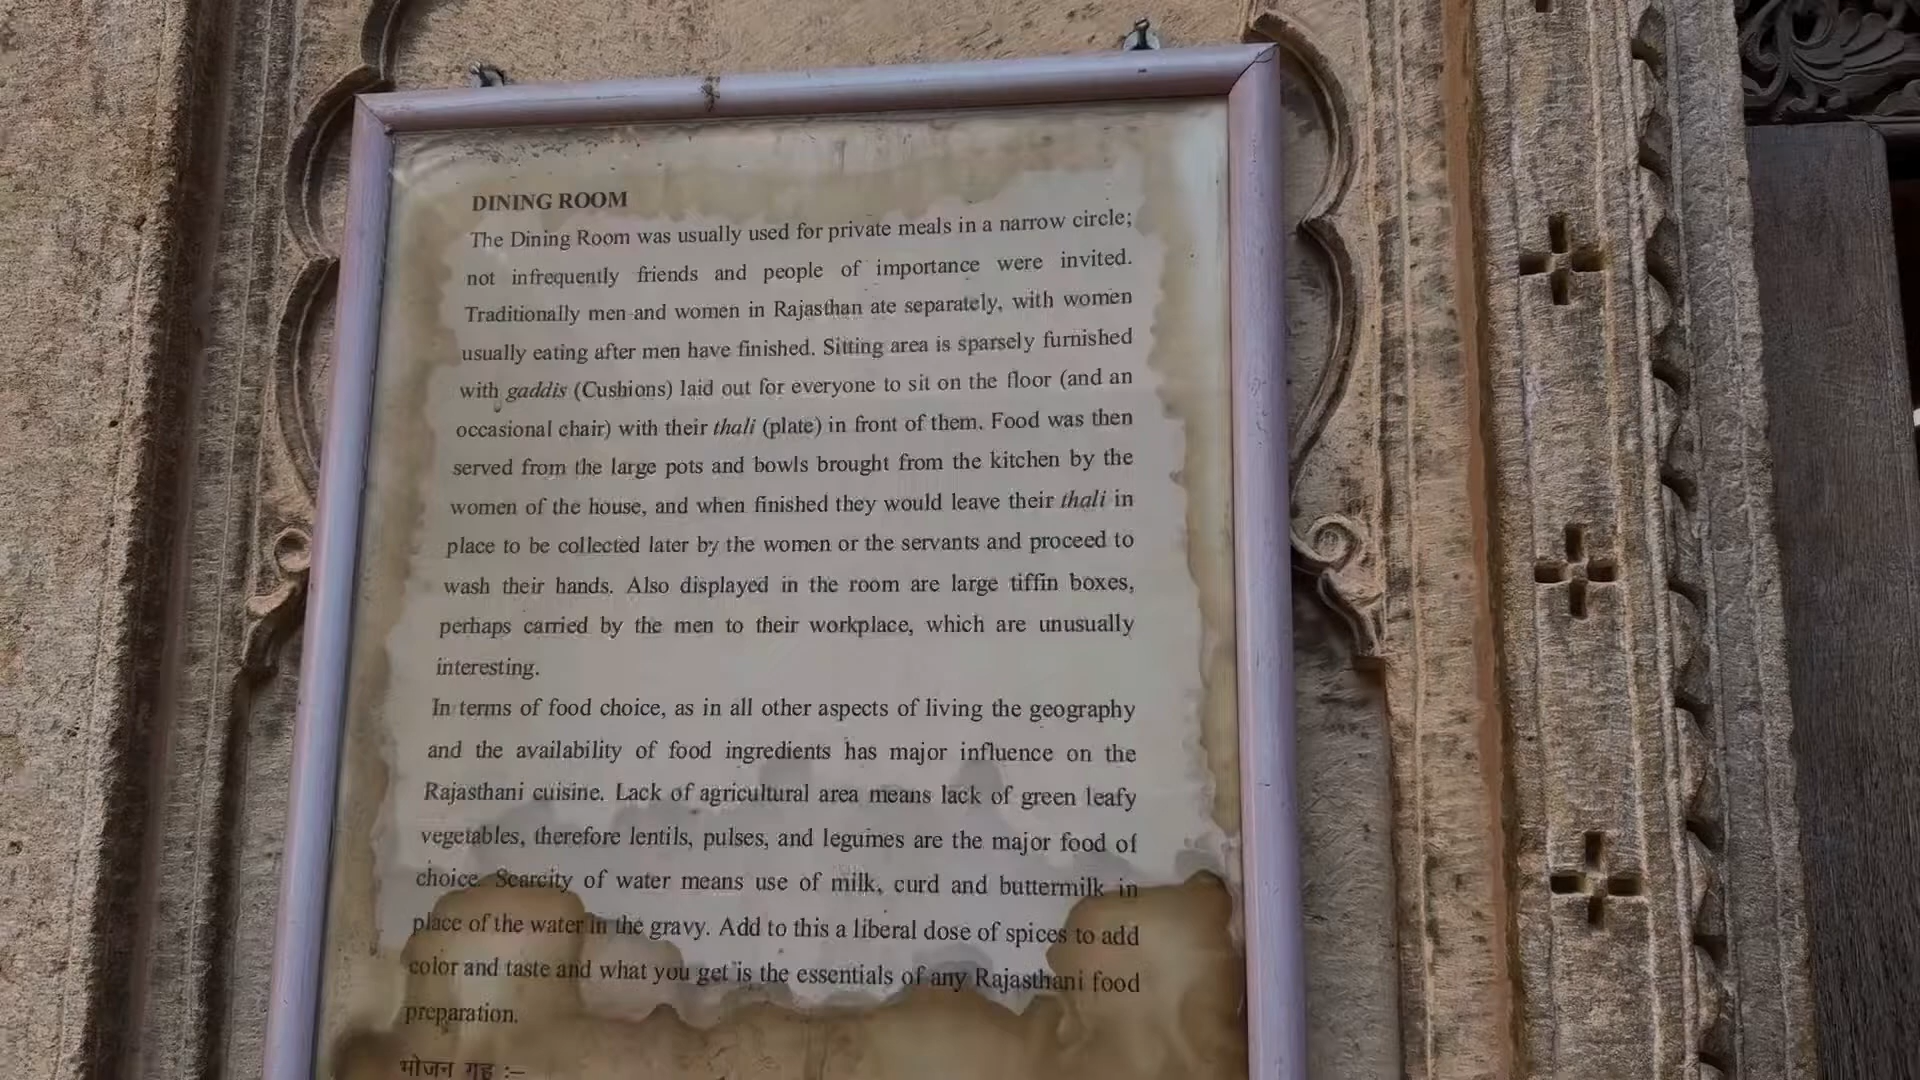 DINING ROOM
The Dining Room was usually used for private meals in a narrow circle;
not infrequently friends and people of importance were invited.
Traditionally men and women in Rajasthan ate separately, with women
usually eating after men have finished. Sitting area is sparsely furnished
with gaddis (Cushions) laid out for everyone to sit on the floor (and an
occasional chair) with their thali (plate) in front of them. Food was then
served from the large pots and bowls brought from the kitchen by the
women of the house, and when finished they would leave their thali in
place to be collected later by the women or the servants and proceed to
wash their hands. Also displayed in the room are large tiffin boxes,
perhaps carried by the men to their workplace, which are unusually
interesting.
In terms of food choice, as in all other aspects of living the geography
and the availability of food ingredients has major influence on the
Rajasthani cuisine. Lack of agricultural area means lack of green leafy
vegetables, therefore lentils, pulses, and legumes are the major food of
choice. Scarcity of water means use of milk, curd and buttermilk in
place of the water in the gravy. Add to this a liberal dose of spices to add
color and taste and what you get is the essentials of any Rajasthani food
preparation.
भोजन गृह :–